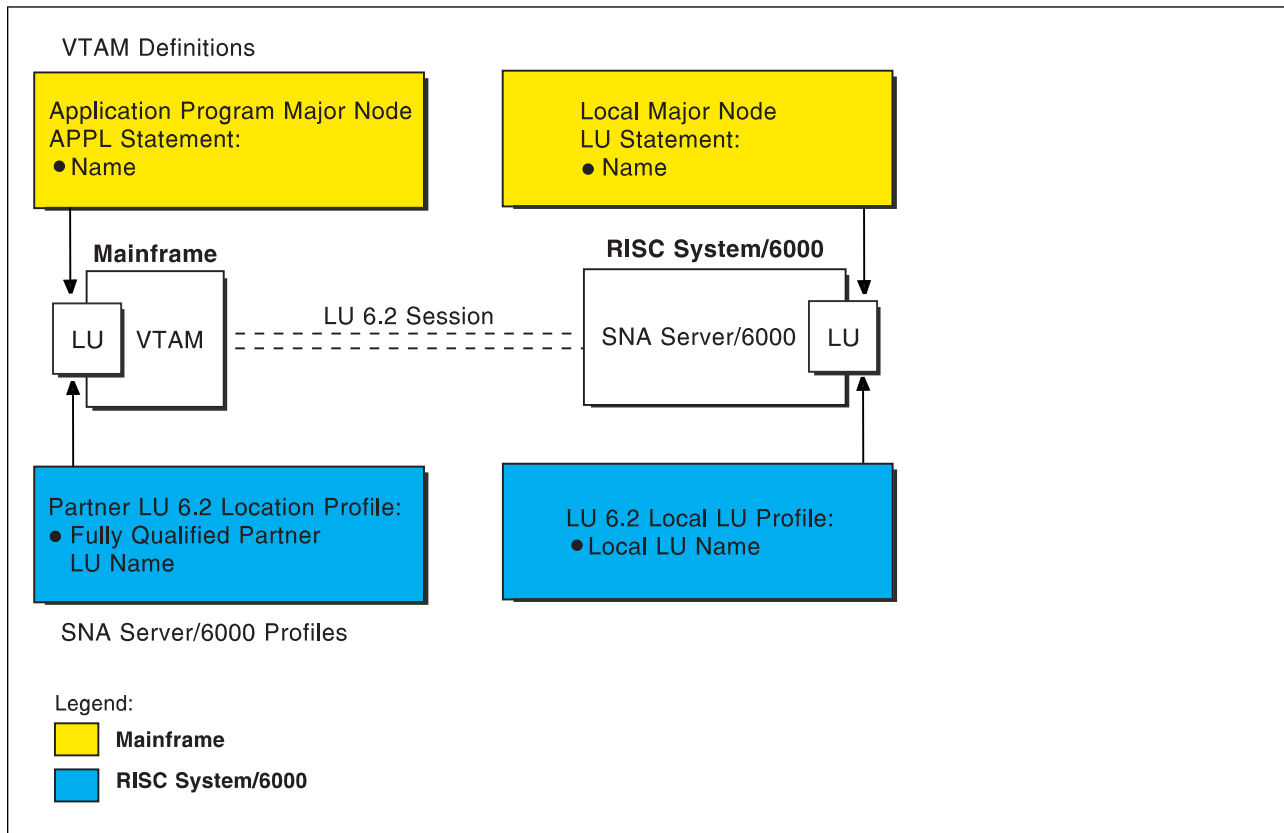 VTAM Definitions
Application Program Major Node
APPL Statement:
● Name
Local Major Node
LU Statement:
● Name
Mainframe
RISC System/6000
LU
VTAM
LU 6.2 Session
SNA Server/6000
LU
Partner LU 6.2 Location Profile:
● Fully Qualified Partner
LU Name
LU 6.2 Local LU Profile:
● Local LU Name
SNA Server/6000 Profiles
Legend:
Mainframe
RISC System/6000